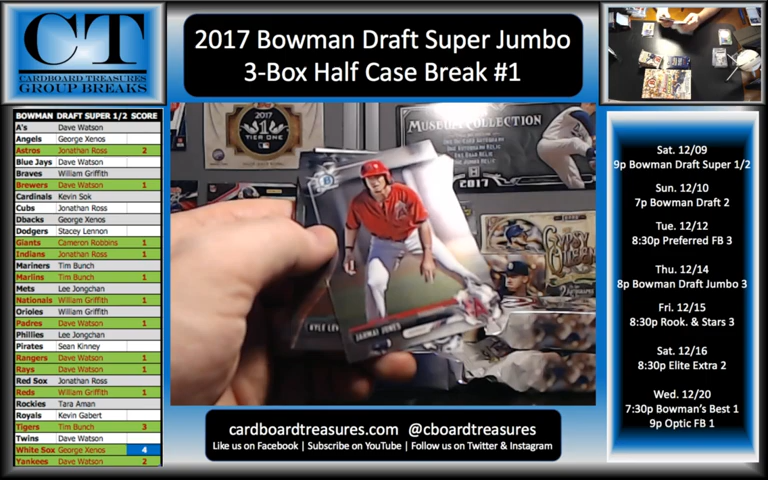 CT
CARDBOARD TREASURES
GROUP BREAKS
2017 Bowman Draft Super Jumbo
3-Box Half Case Break #1
BOWMAN DRAFT SUPER 1/2 SCORE
A's Dave Watson
Angels George Xenos
Astros Jonathan Ross 2
Blue Jays Dave Watson
Braves William Griffith
Brewers Dave Watson 1
Cardinals Kevin Sok
Cubs Jonathan Ross
Dbacks George Xenos
Dodgers Stacey Lennon
Giants Cameron Robbins 1
Indians Jonathan Ross 1
Mariners Tim Bunch
Marlins Tim Bunch 1
Mets Lee Jongchan
Nationals William Griffith 1
Orioles William Griffith
Padres Dave Watson 1
Phillies Lee Jongchan
Pirates Sean Kinney
Rangers Dave Watson 1
Rays Dave Watson 1
Red Sox Jonathan Ross
Reds William Griffith 1
Rockies Tara Aman
Royals Kevin Gabert
Tigers Tim Bunch 3
Twins Dave Watson
White Sox George Xenos 4
Yankees Dave Watson 2
2017
TIER ONE
MUSEUM COLLECTION
2017
GYPSY QUEEN
KYLE
JAHMAI JONES
Sat. 12/09
9p Bowman Draft Super 1/2
Sun. 12/10
7p Bowman Draft 2
Tue. 12/12
8:30p Preferred FB 3
Thu. 12/14
8p Bowman Draft Jumbo 3
Fri. 12/15
8:30p Rook. & Stars 3
Sat. 12/16
8:30p Elite Extra 2
Wed. 12/20
7:30p Bowman's Best 1
9p Optic FB 1
cardboardtreasures.com @cboardtreasures
Like us on Facebook | Subscribe on YouTube | Follow us on Twitter & Instagram